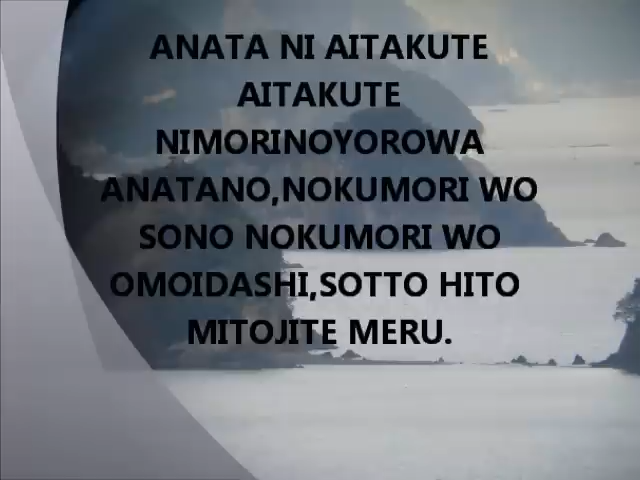 ANATA NI AITAKUTE
AITAKUTE
NIMORINOYOROWA
ANATANO,NOKUMORI WO
SONO NOKUMORI WO
OMOIDASHI,SOTTO HITO
MITOJITE MERU.